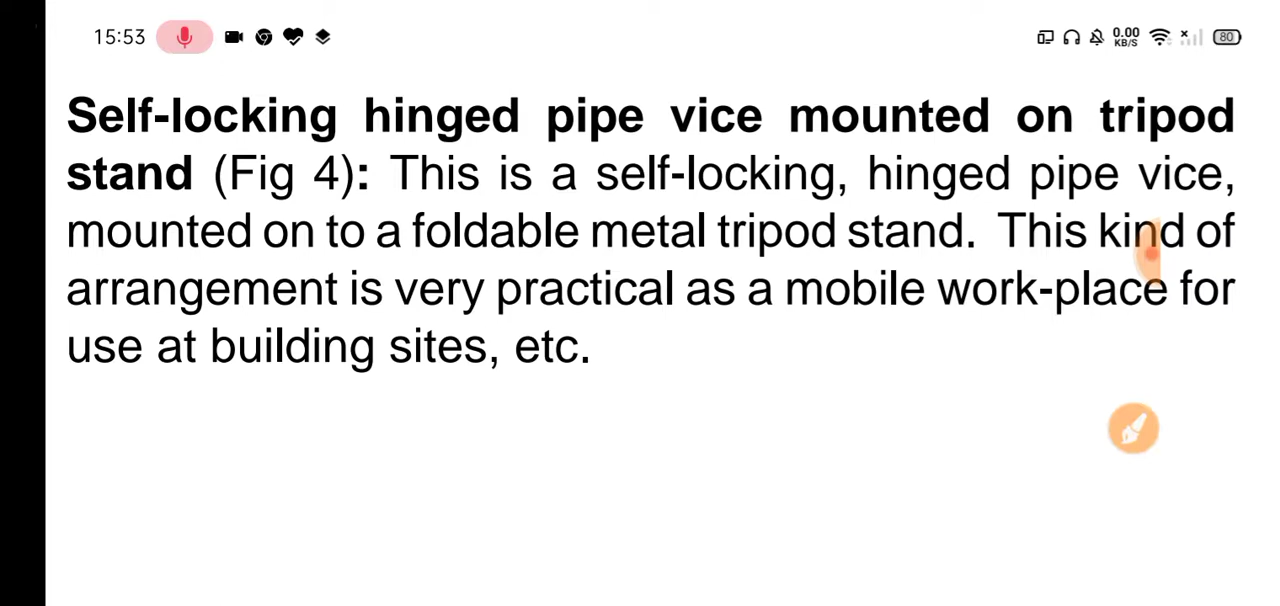 15:53 0.00 KB/S 80
Self-locking hinged pipe vice mounted on tripod
stand (Fig 4): This is a self-locking, hinged pipe vice,
mounted on to a foldable metal tripod stand. This kind of
arrangement is very practical as a mobile work-place for
use at building sites, etc.